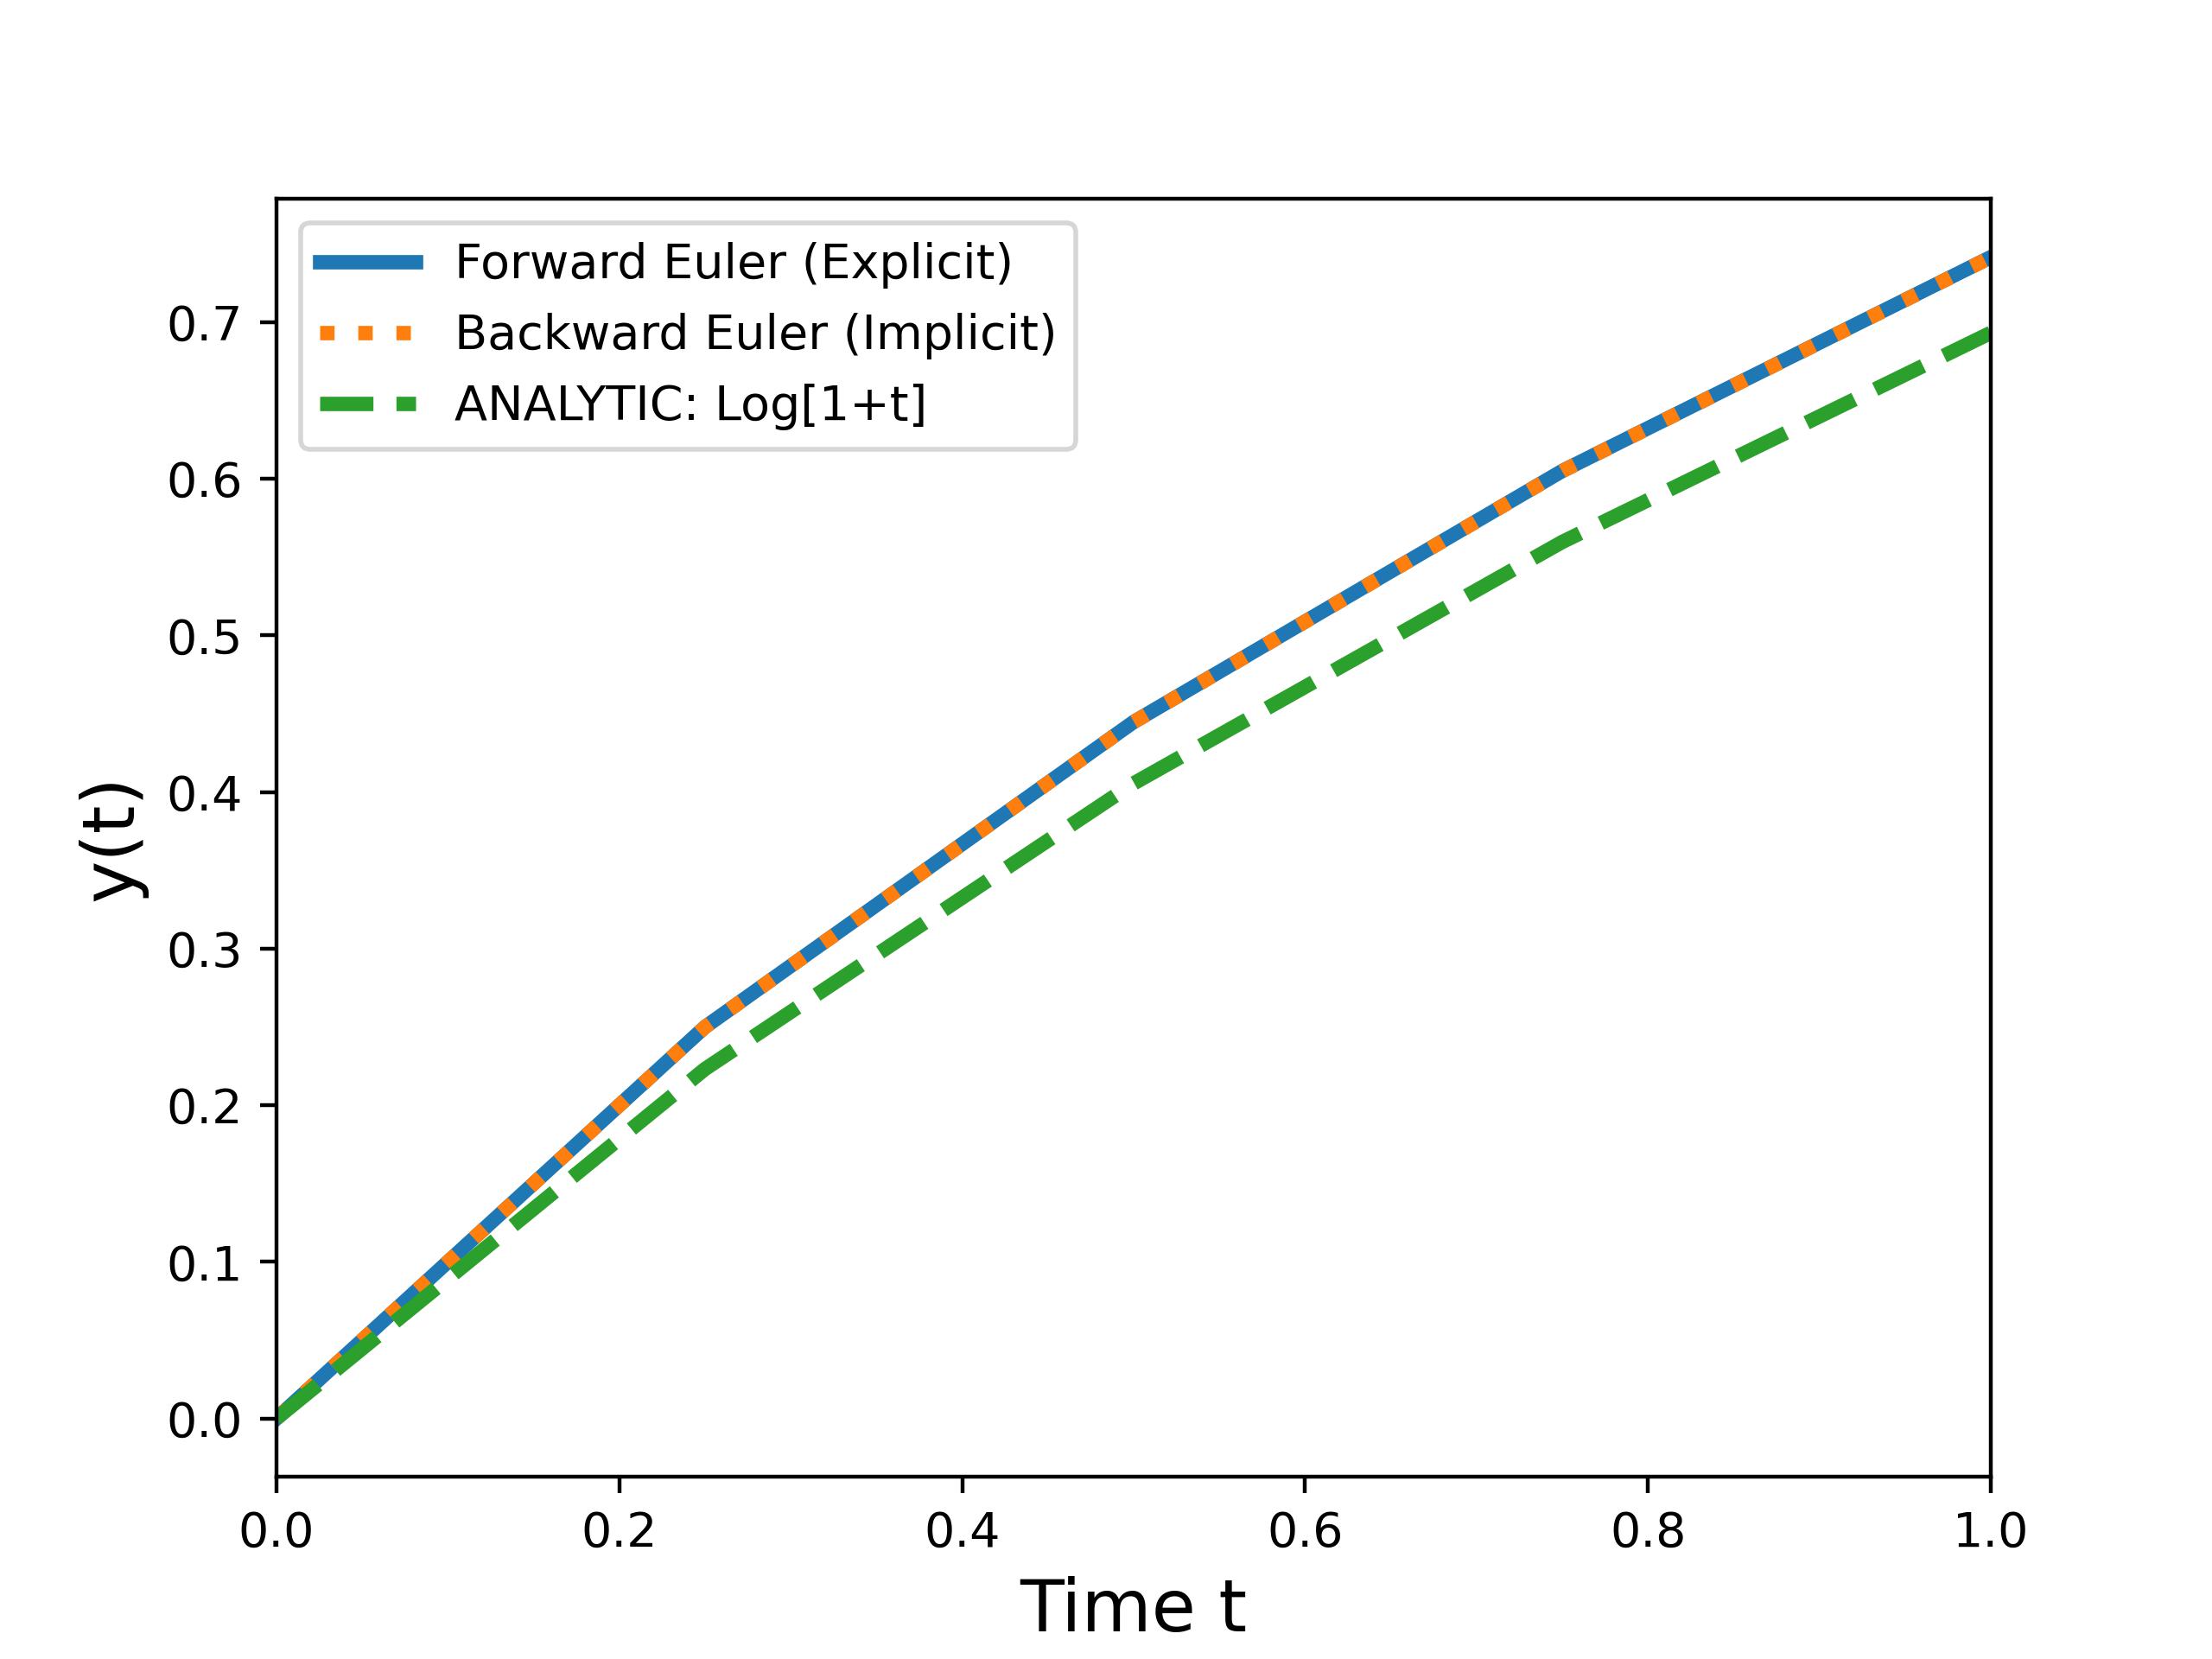 Forward Euler (Explicit)
Backward Euler (Implicit)
ANALYTIC: Log[1+t]
0.7
0.6
0.5
0.4
0.3
0.2
0.1
0.0
y(t)
0.0 0.2 0.4 0.6 0.8 1.0
Time t